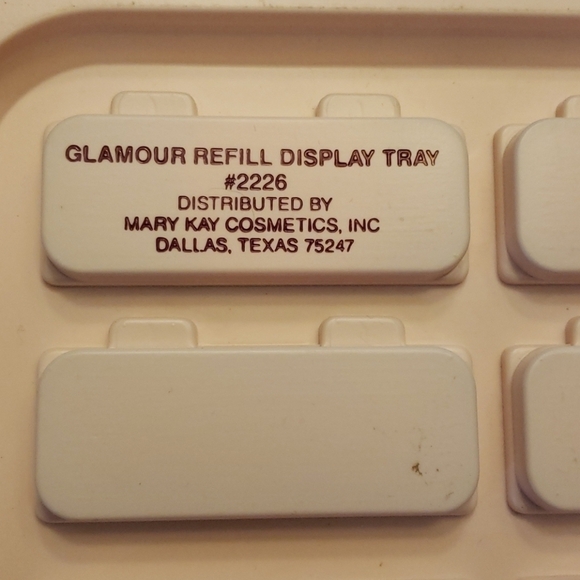 GLAMOUR REFILL DISPLAY TRAY
#2226
DISTRIBUTED BY
MARY KAY COSMETICS, INC
DALLAS, TEXAS 75247